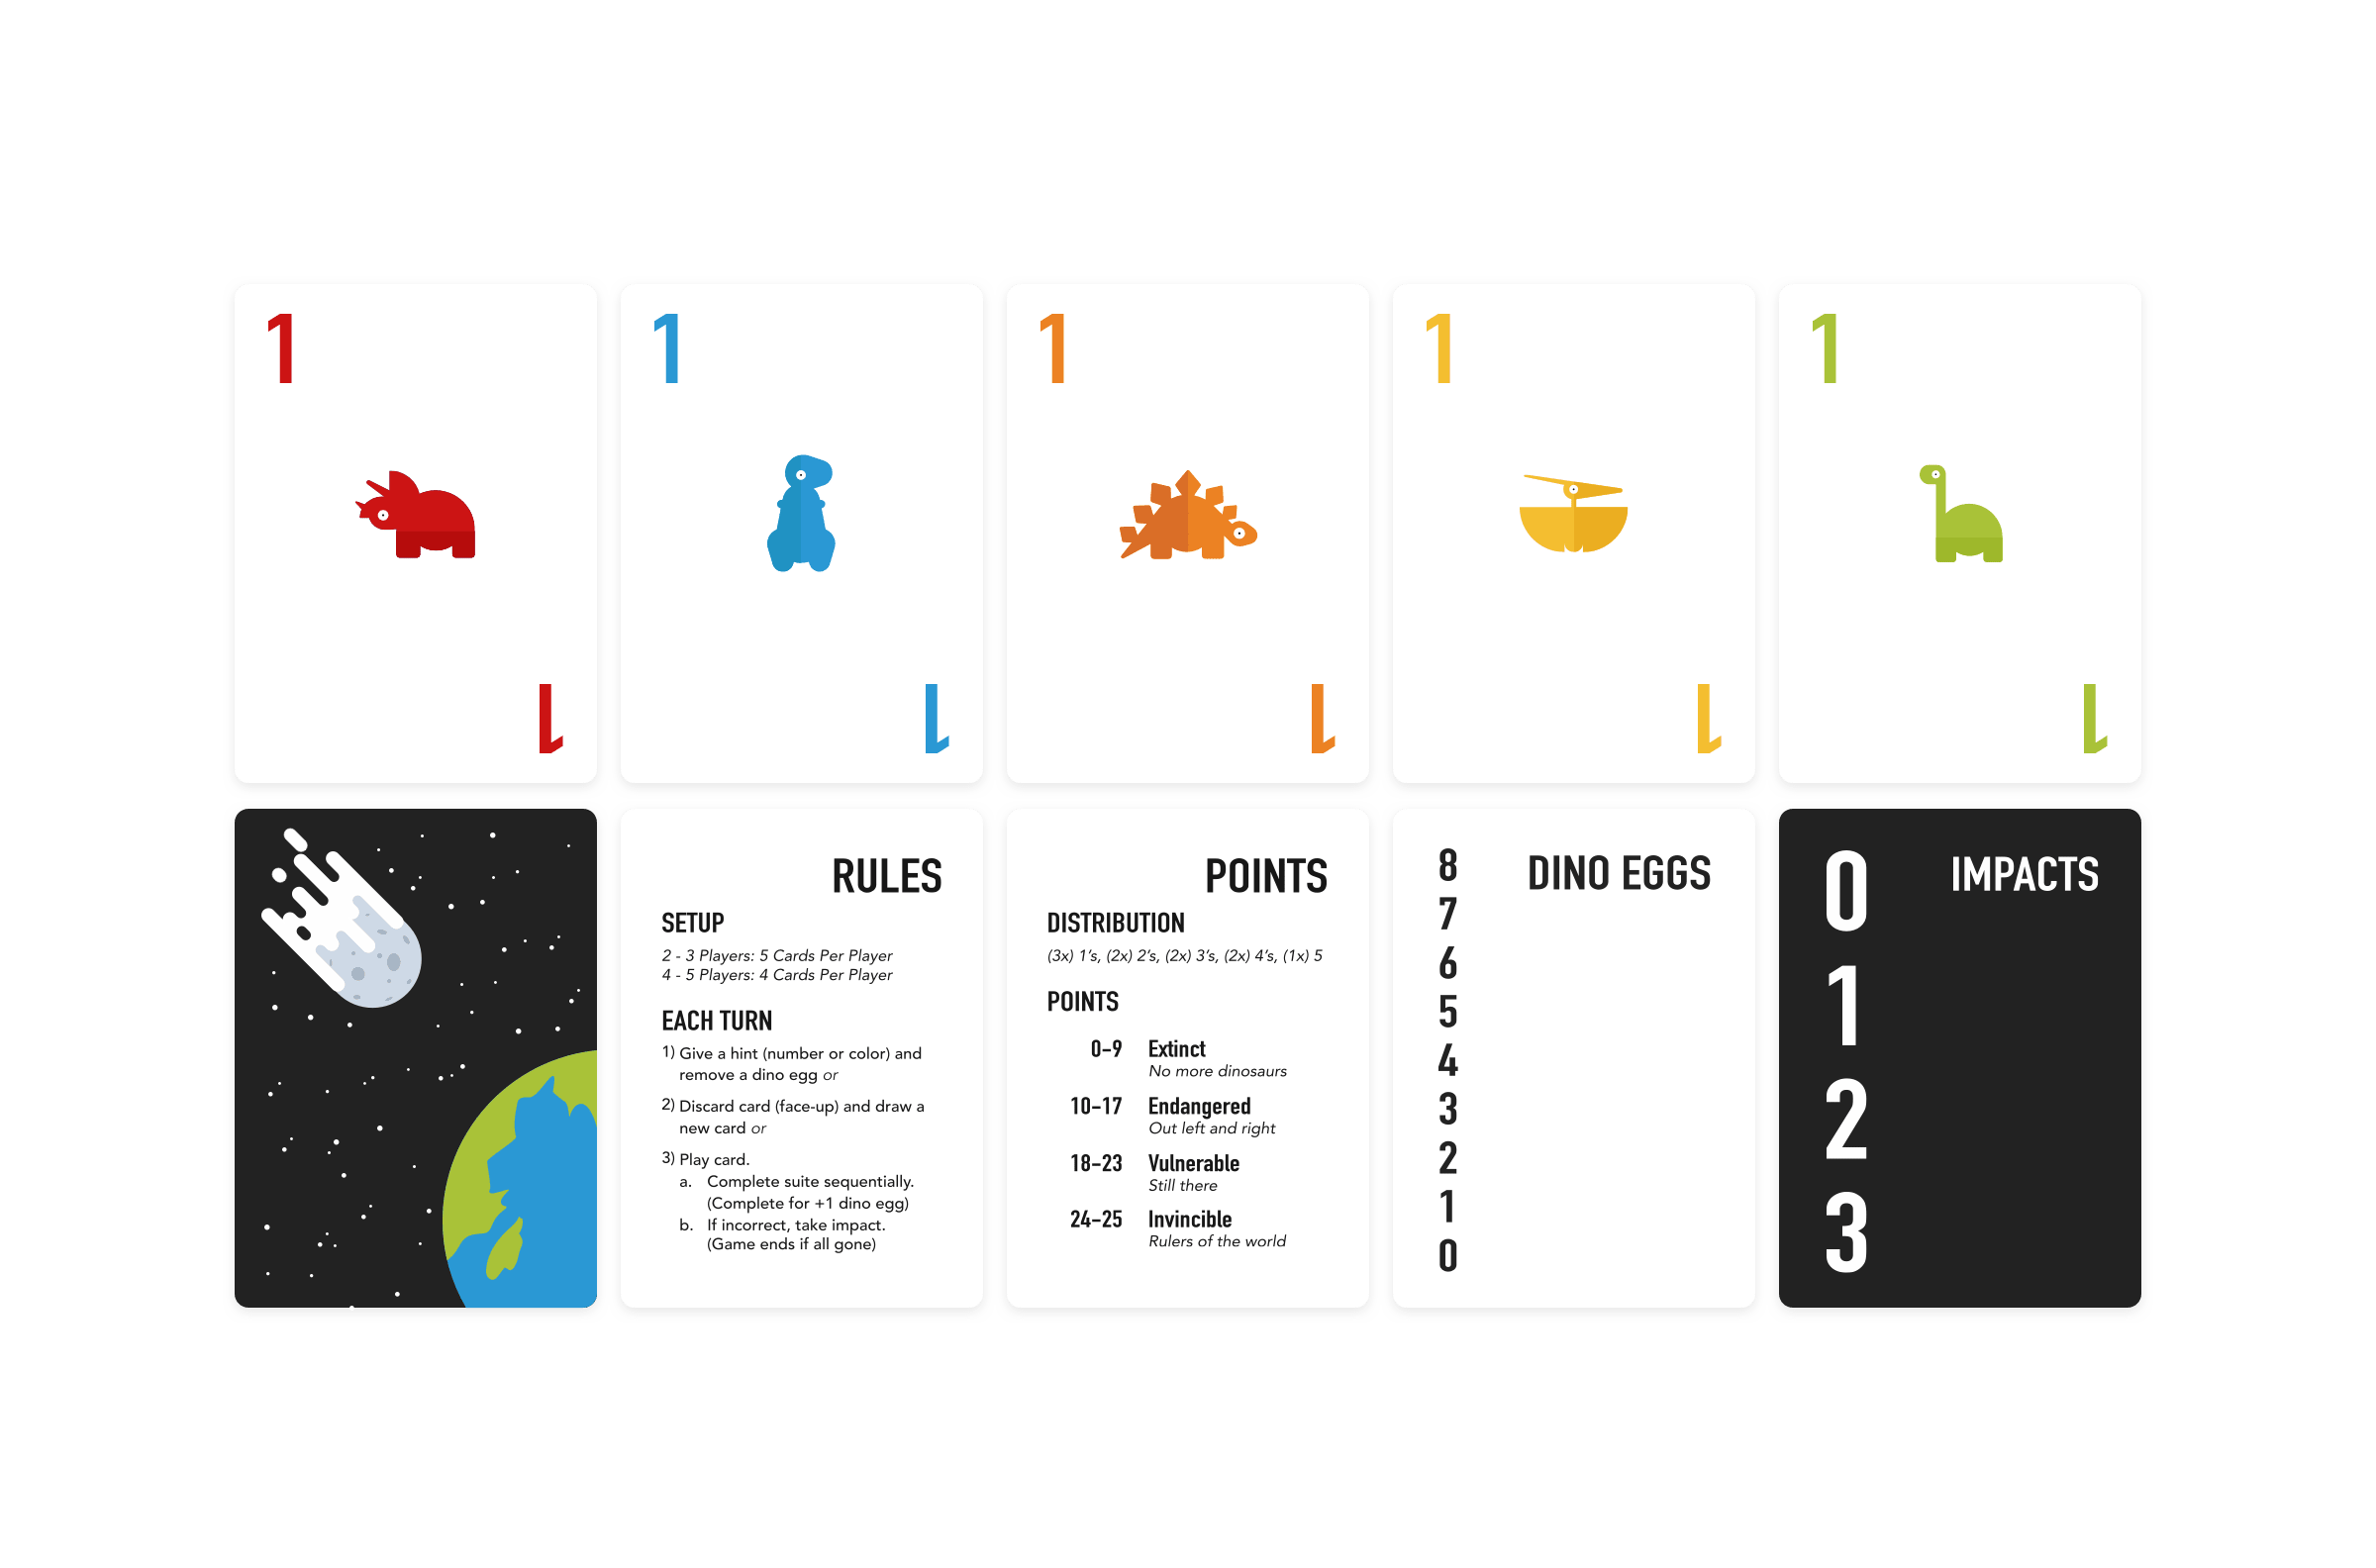 1
1
1
1
1
1
1
1
1
1
RULES
SETUP
2 - 3 Players: 5 Cards Per Player
4 - 5 Players: 4 Cards Per Player
EACH TURN
1) Give a hint (number or color) and
remove a dino egg or
2) Discard card (face-up) and draw a
new card or
3) Play card.
a. Complete suite sequentially.
(Complete for +1 dino egg)
b. If incorrect, take impact.
(Game ends if all gone)
POINTS
DISTRIBUTION
(3x) 1's, (2x) 2's, (2x) 3's, (2x) 4's, (1x) 5
POINTS
0–9 Extinct
No more dinosaurs
10–17 Endangered
Out left and right
18–23 Vulnerable
Still there
24–25 Invincible
Rulers of the world
DINO EGGS
8
7
6
5
4
3
2
1
0
IMPACTS
0
1
2
3